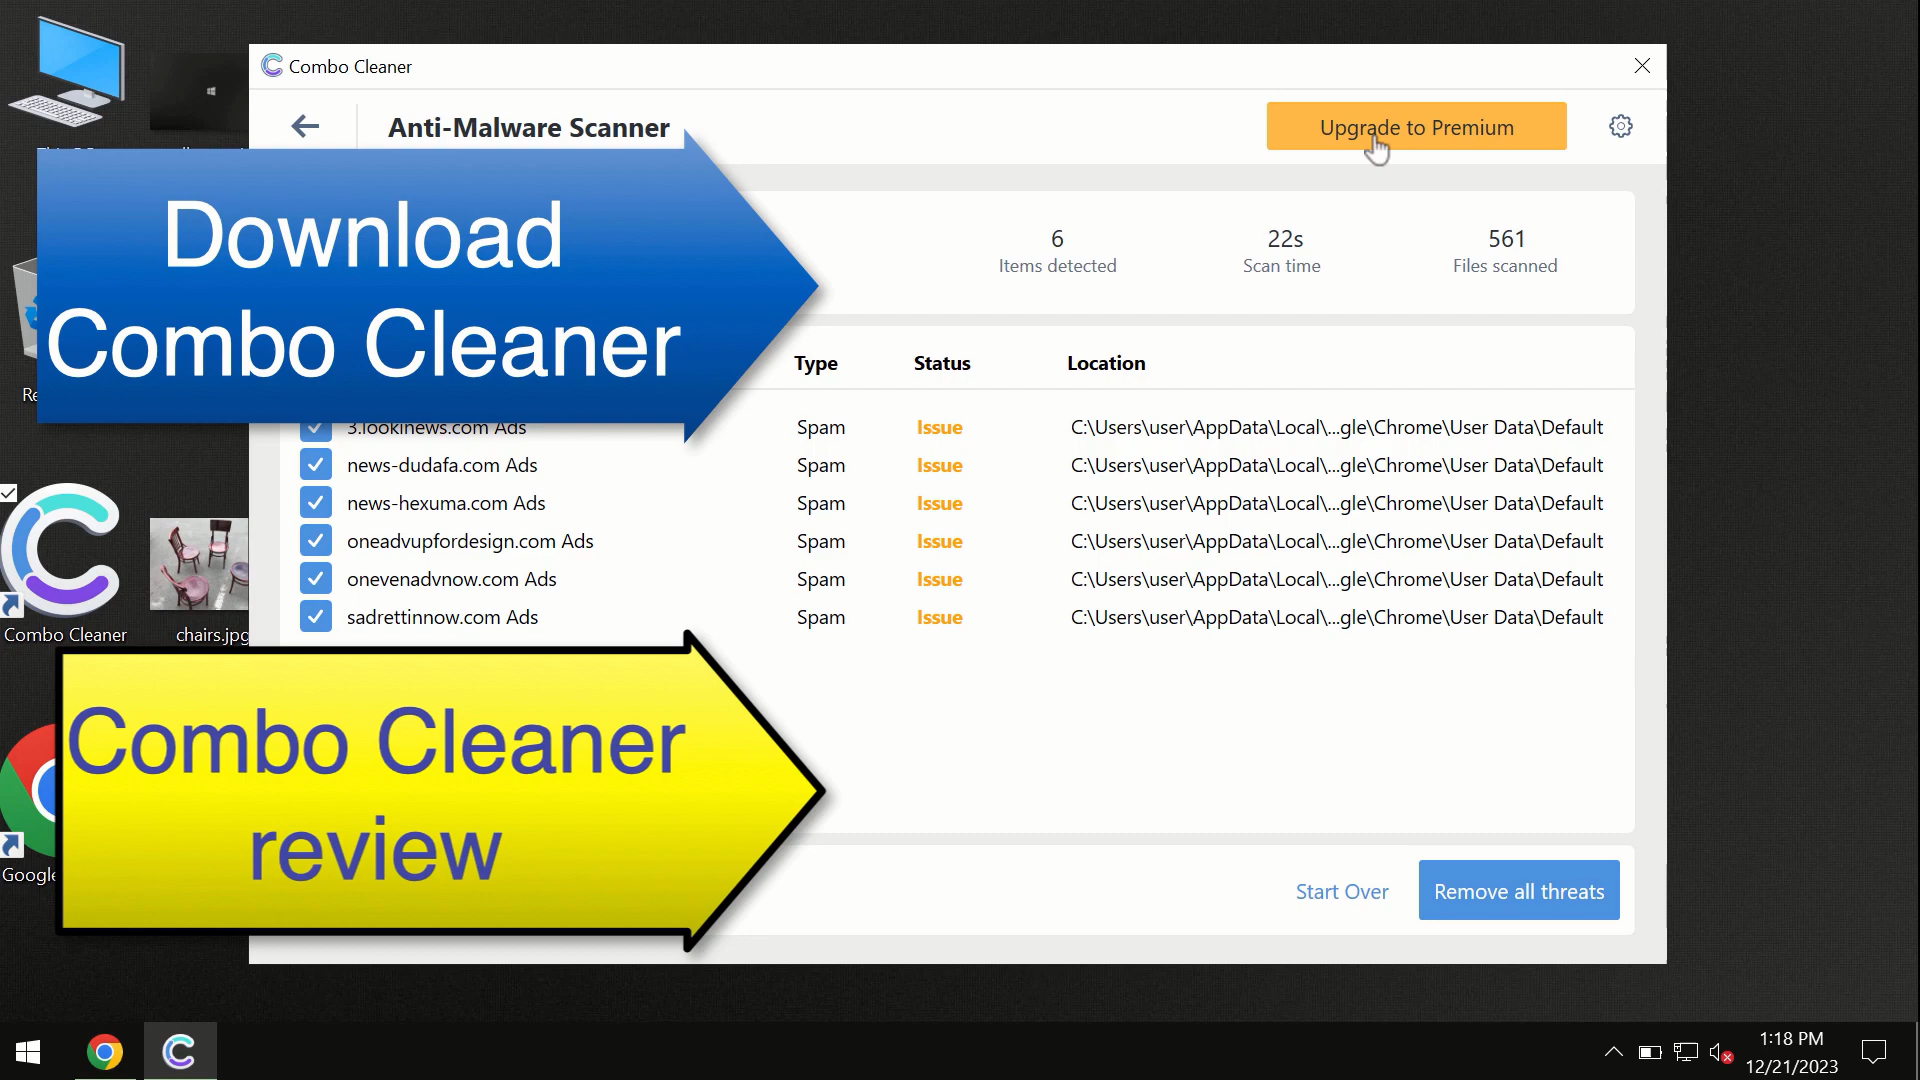 Combo Cleaner
Anti-Malware Scanner
Upgrade to Premium
Download
Combo Cleaner
6
Items detected
22s
Scan time
561
Files scanned
Type Status Location
3.lookinews.com Ads Spam Issue C:\Users\user\AppData\Local\...gle\Chrome\User Data\Default
news-dudafa.com Ads Spam Issue C:\Users\user\AppData\Local\...gle\Chrome\User Data\Default
news-hexuma.com Ads Spam Issue C:\Users\user\AppData\Local\...gle\Chrome\User Data\Default
oneadvupfordesign.com Ads Spam Issue C:\Users\user\AppData\Local\...gle\Chrome\User Data\Default
onevenadvnow.com Ads Spam Issue C:\Users\user\AppData\Local\...gle\Chrome\User Data\Default
sadrettinnow.com Ads Spam Issue C:\Users\user\AppData\Local\...gle\Chrome\User Data\Default
Combo Cleaner
chairs.jpg
Combo Cleaner
review
Google
Start Over
Remove all threats
1:18 PM
12/21/2023